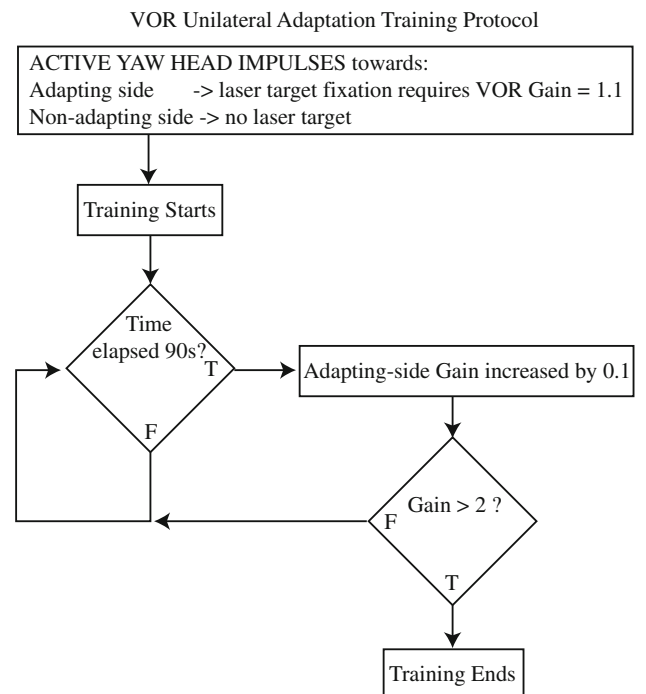 VOR Unilateral Adaptation Training Protocol
ACTIVE YAW HEAD IMPULSES towards:
Adapting side -> laser target fixation requires VOR Gain = 1.1
Non-adapting side -> no laser target
Training Starts
Time
elapsed 90s?
T
F
Adapting-side Gain increased by 0.1
Gain > 2 ?
F
T
Training Ends